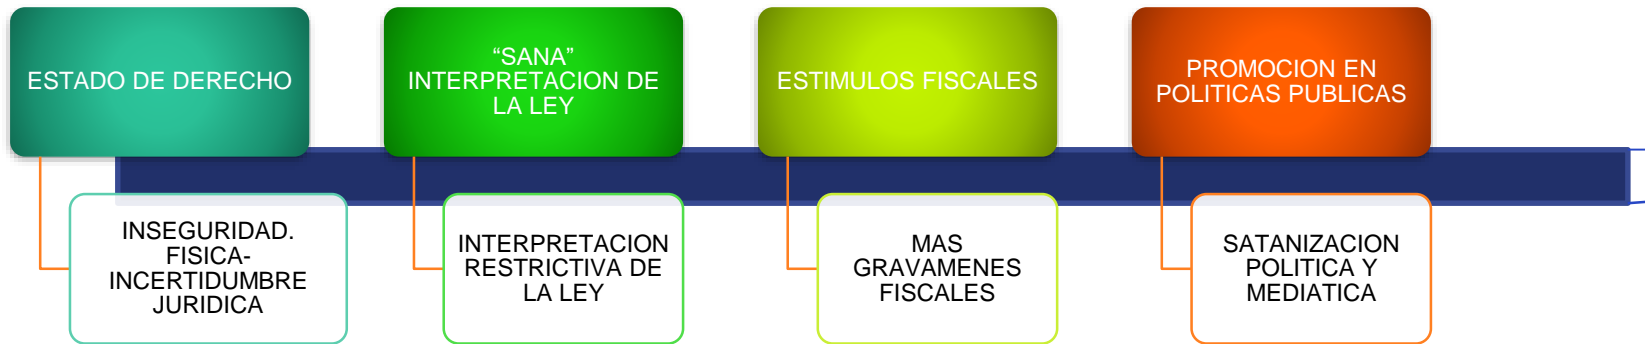 ESTADO DE DERECHO
“SANA”
INTERPRETACION DE
LA LEY
ESTIMULOS FISCALES
PROMOCION EN
POLITICAS PUBLICAS
INSEGURIDAD.
FISICA-
INCERTIDUMBRE
JURIDICA
INTERPRETACION
RESTRICTIVA DE
LA LEY
MAS
GRAVAMENES
FISCALES
SATANIZACION
POLITICA Y
MEDIATICA